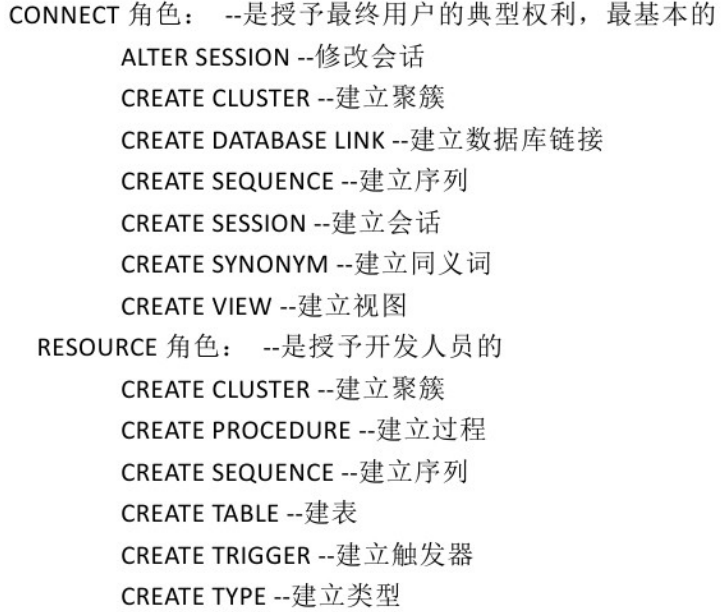 CONNECT 角色： --是授予最终用户的典型权利，最基本的
ALTER SESSION --修改会话
CREATE CLUSTER --建立聚簇
CREATE DATABASE LINK --建立数据库链接
CREATE SEQUENCE --建立序列
CREATE SESSION --建立会话
CREATE SYNONYM --建立同义词
CREATE VIEW --建立视图
RESOURCE 角色： --是授予开发人员的
CREATE CLUSTER --建立聚簇
CREATE PROCEDURE --建立过程
CREATE SEQUENCE --建立序列
CREATE TABLE --建表
CREATE TRIGGER --建立触发器
CREATE TYPE --建立类型